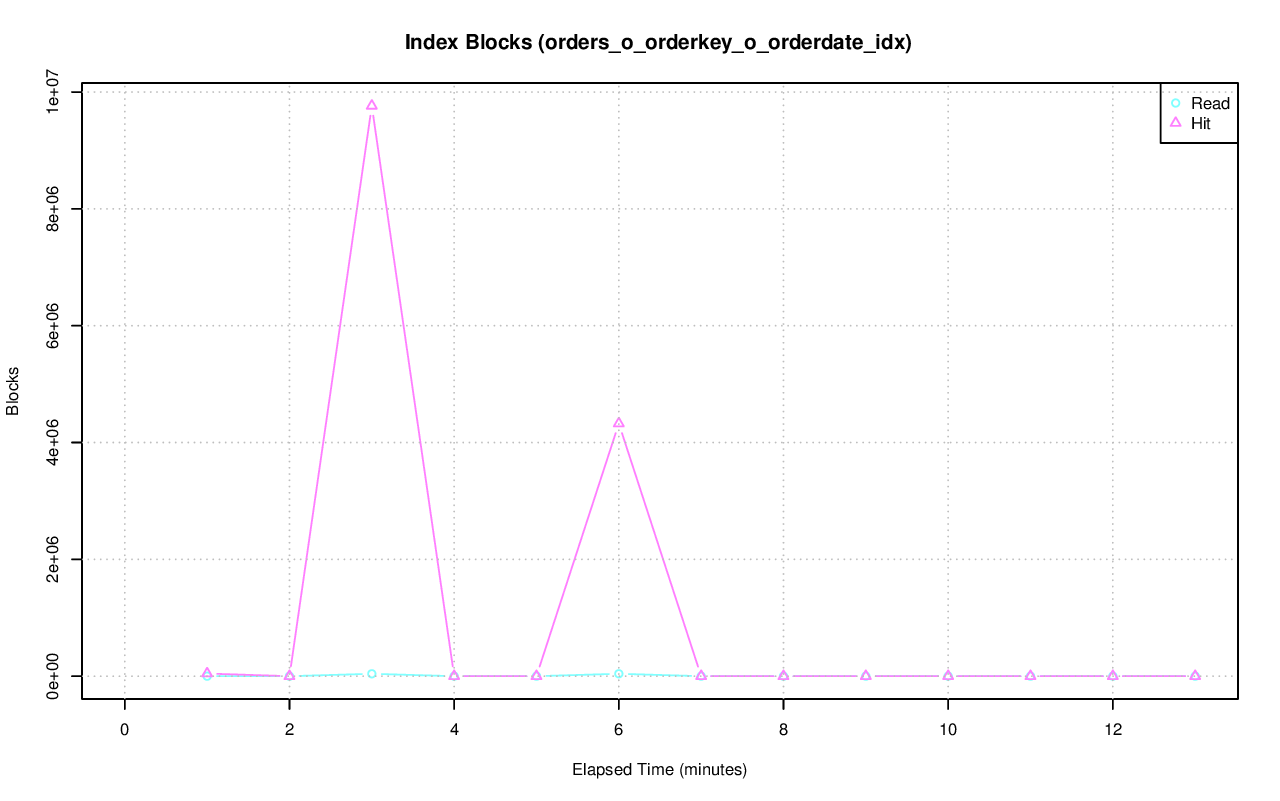 Index Blocks (orders_o_orderkey_o_orderdate_idx)
Read
Hit
Blocks
1e+07
8e+06
6e+06
4e+06
2e+06
0e+00
0 2 4 6 8 10 12
Elapsed Time (minutes)